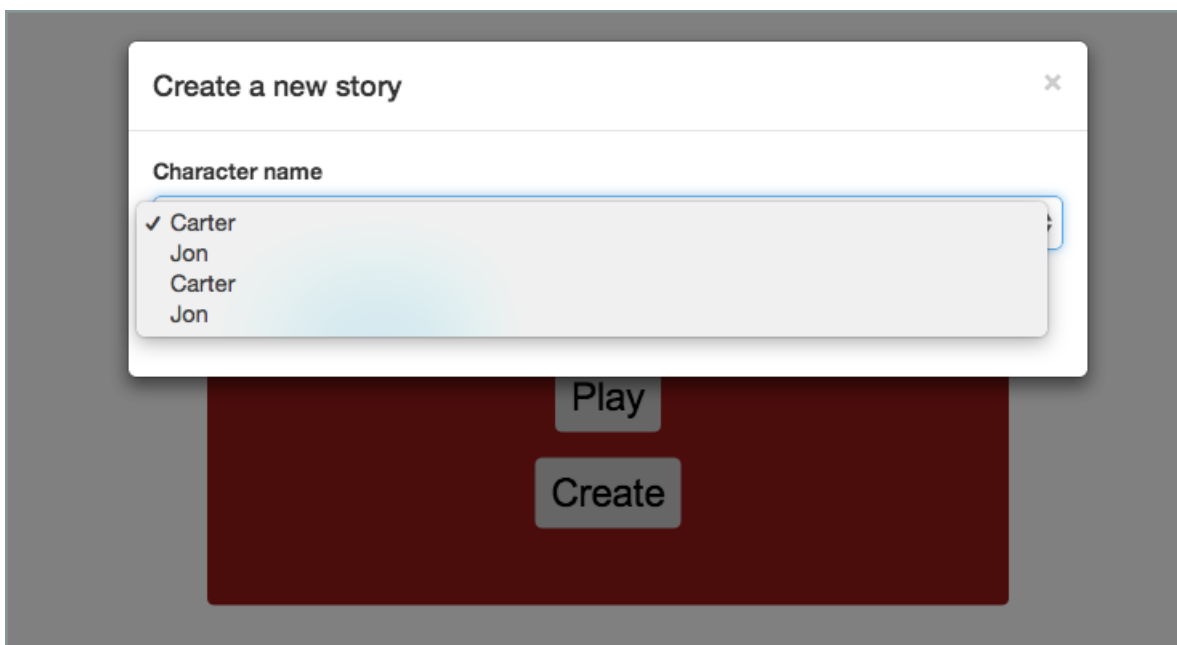 Create a new story ×
Character name
✓ Carter
Jon
Carter
Jon
Play
Create